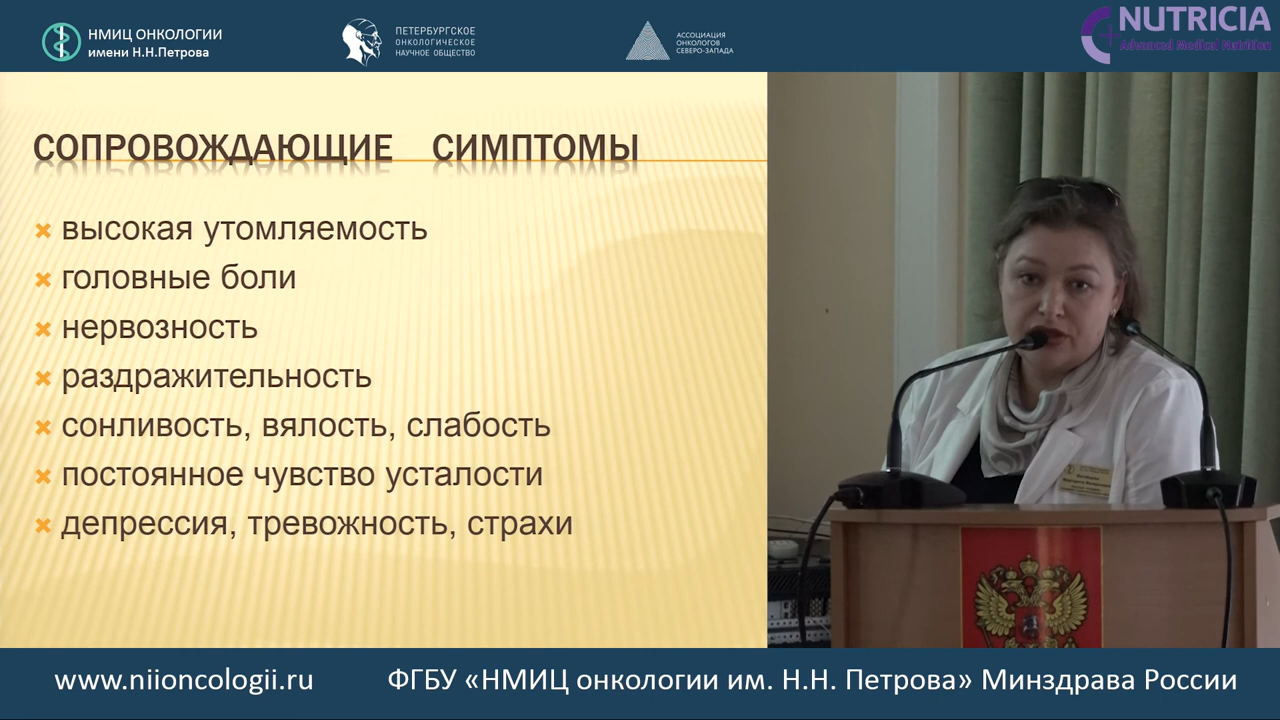 НМИЦ ОНКОЛОГИИ
имени Н.Н.Петрова
ПЕТЕРБУРГСКОЕ
ОНКОЛОГИЧЕСКОЕ
НАУЧНОЕ ОБЩЕСТВО
АССОЦИАЦИЯ
ОНКОЛОГОВ
СЕВЕРО-ЗАПАДА
NUTRICIA
Advanced Medical Nutrition
СОПРОВОЖДАЮЩИЕ СИМПТОМЫ
высокая утомляемость
головные боли
нервозность
раздражительность
сонливость, вялость, слабость
постоянное чувство усталости
депрессия, тревожность, страхи
www.niioncologii.ru
ФГБУ «НМИЦ онкологии им. Н.Н. Петрова» Минздрава России